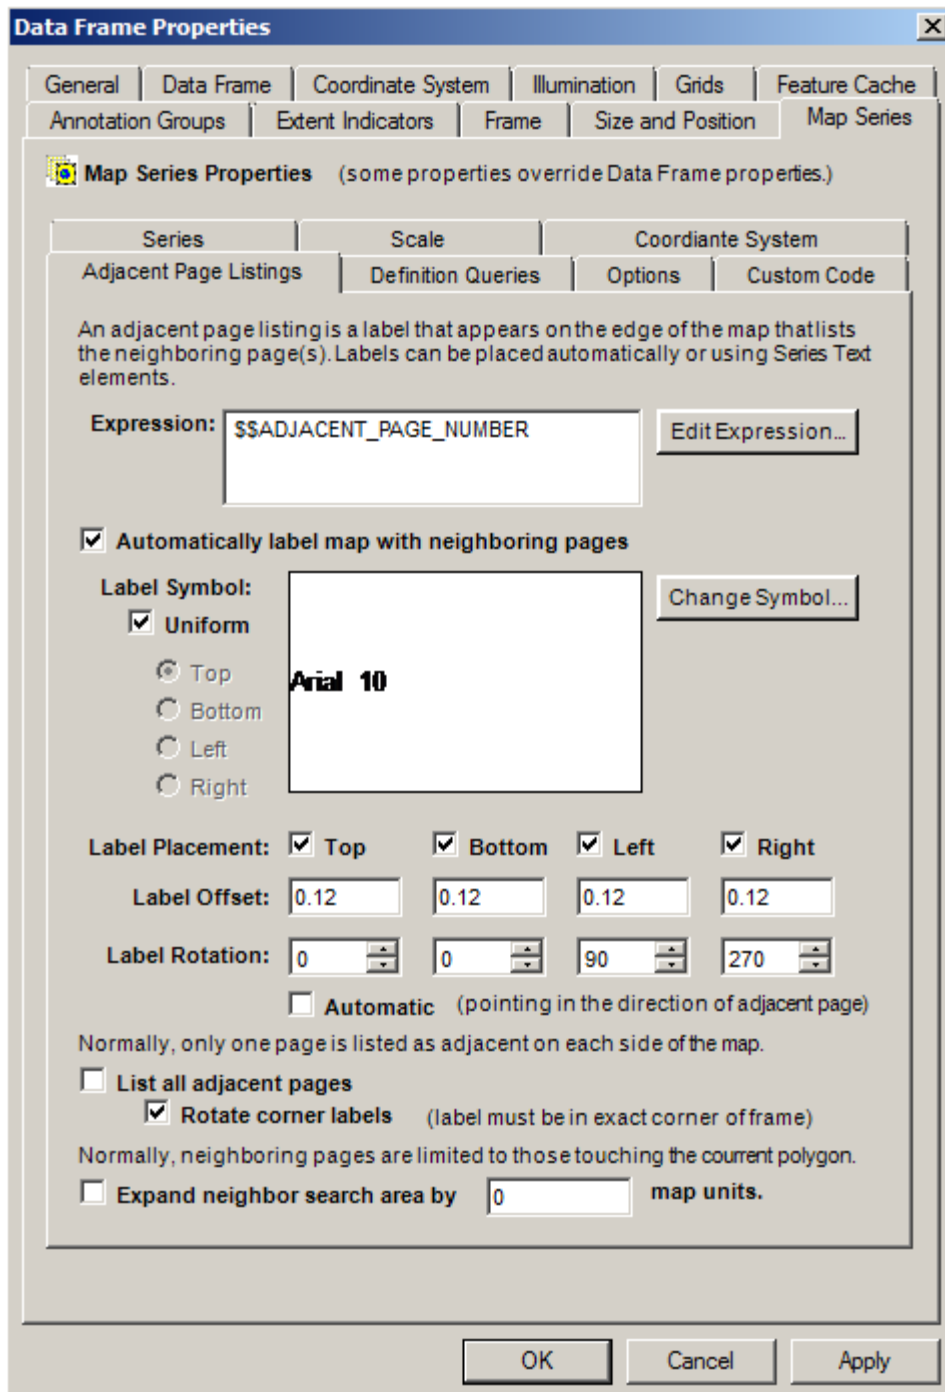 Data Frame Properties
General Data Frame Coordinate System Illumination Grids Feature Cache
Annotation Groups Extent Indicators Frame Size and Position Map Series
Map Series Properties (some properties override Data Frame properties.)
Series Scale Coordiante System
Adjacent Page Listings Definition Queries Options Custom Code
An adjacent page listing is a label that appears on the edge of the map that lists
the neighboring page(s). Labels can be placed automatically or using Series Text
elements.
Expression: $$ADJACENT_PAGE_NUMBER Edit Expression...
Automatically label map with neighboring pages
Label Symbol: Change Symbol...
Uniform
Top
Arial 10
Bottom
Left
Right
Label Placement: Top Bottom Left Right
Label Offset: 0.12 0.12 0.12 0.12
Label Rotation: 0 0 90 270
Automatic (pointing in the direction of adjacent page)
Normally, only one page is listed as adjacent on each side of the map.
List all adjacent pages
Rotate corner labels (label must be in exact corner of frame)
Normally, neighboring pages are limited to those touching the courrent polygon.
Expand neighbor search area by 0 map units.
OK Cancel Apply